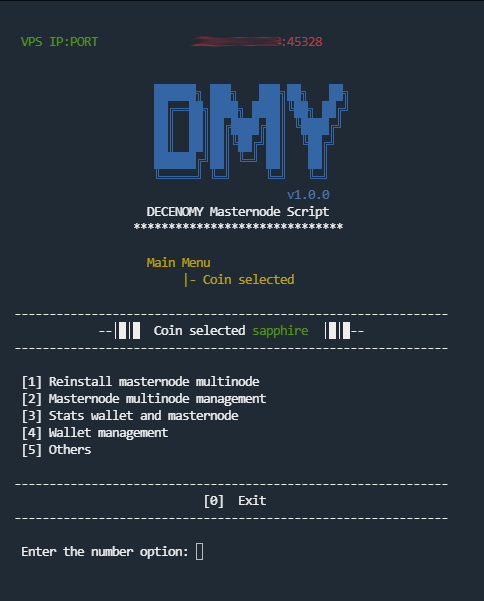 VPS IP:PORT :45328
DMY
v1.0.0
DECENOMY Masternode Script
******************************
Main Menu
|- Coin selected
--------------------------------------------------------------
--|█|█ Coin selected sapphire |█|█--
--------------------------------------------------------------
[1] Reinstall masternode multinode
[2] Masternode multinode management
[3] Stats wallet and masternode
[4] Wallet management
[5] Others
--------------------------------------------------------------
[0] Exit
--------------------------------------------------------------
Enter the number option: